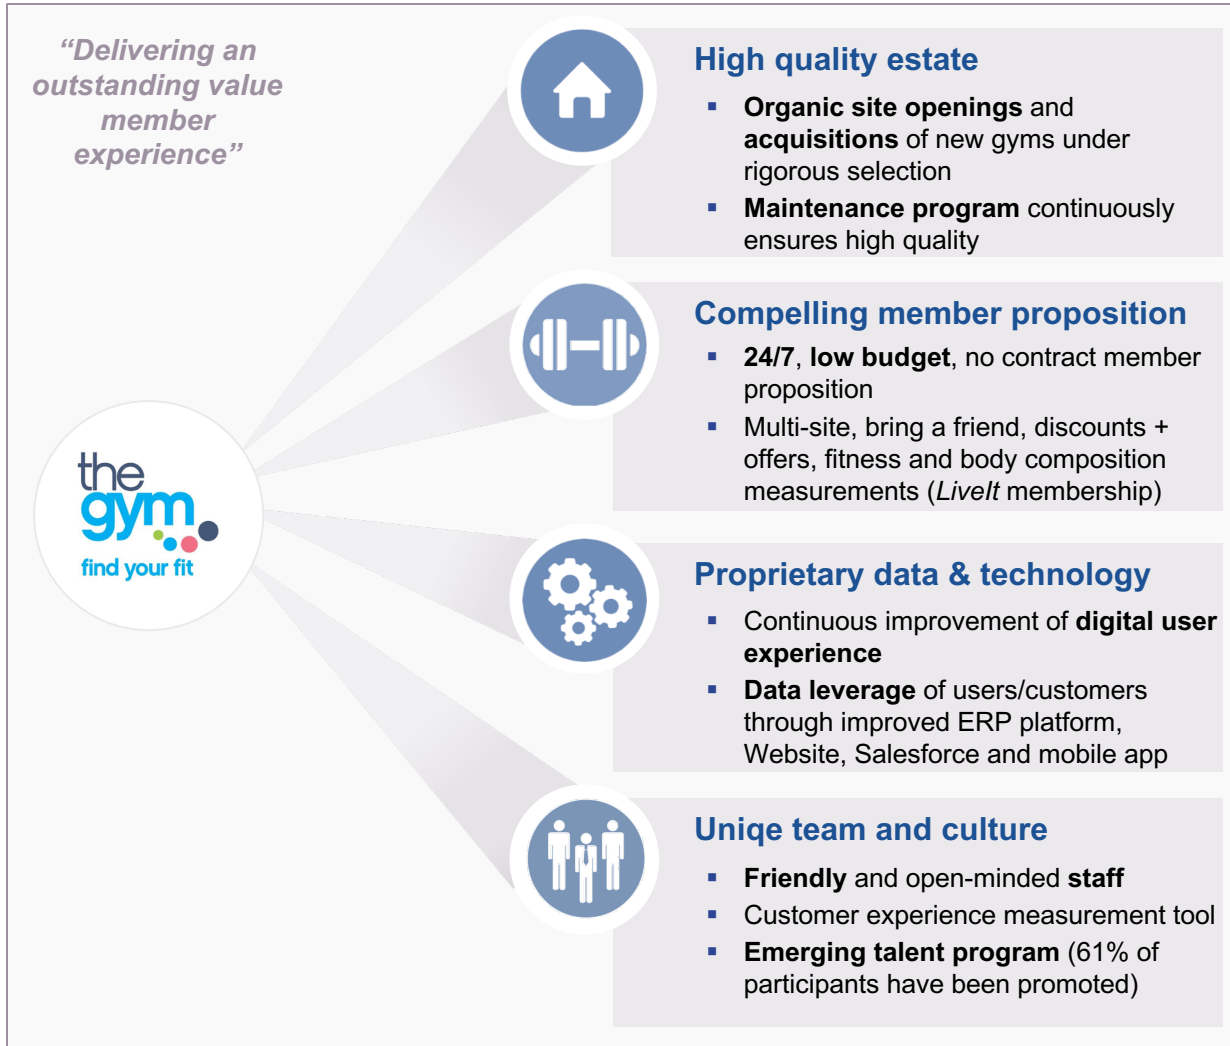 “Delivering an
outstanding value
member
experience”
the
gym
find your fit
High quality estate
▪ Organic site openings and
acquisitions of new gyms under
rigorous selection
▪ Maintenance program continuously
ensures high quality
Compelling member proposition
▪ 24/7, low budget, no contract member
proposition
▪ Multi-site, bring a friend, discounts +
offers, fitness and body composition
measurements (LiveIt membership)
Proprietary data & technology
▪ Continuous improvement of digital user
experience
▪ Data leverage of users/customers
through improved ERP platform,
Website, Salesforce and mobile app
Uniqe team and culture
▪ Friendly and open-minded staff
▪ Customer experience measurement tool
▪ Emerging talent program (61% of
participants have been promoted)